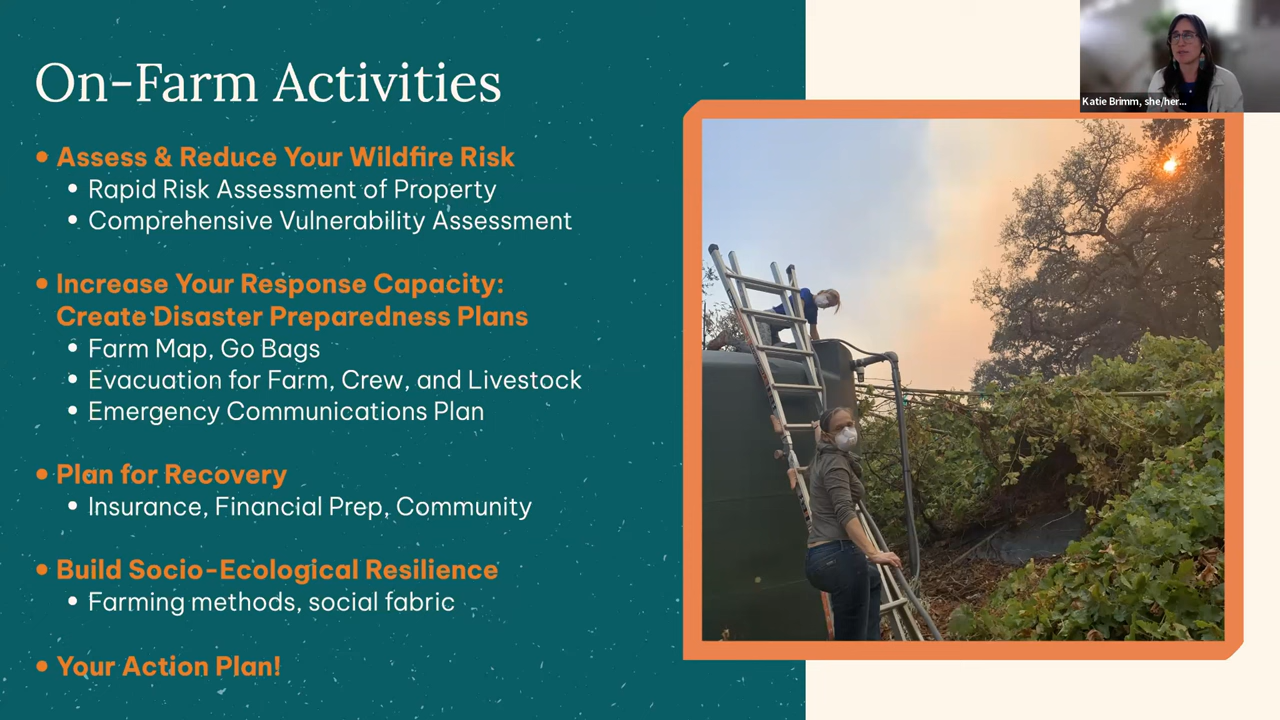 On-Farm Activities
• Assess & Reduce Your Wildfire Risk
• Rapid Risk Assessment of Property
• Comprehensive Vulnerability Assessment
• Increase Your Response Capacity:
Create Disaster Preparedness Plans
• Farm Map, Go Bags
• Evacuation for Farm, Crew, and Livestock
• Emergency Communications Plan
• Plan for Recovery
• Insurance, Financial Prep, Community
• Build Socio-Ecological Resilience
• Farming methods, social fabric
• Your Action Plan!
Katie Brimm, she/her...